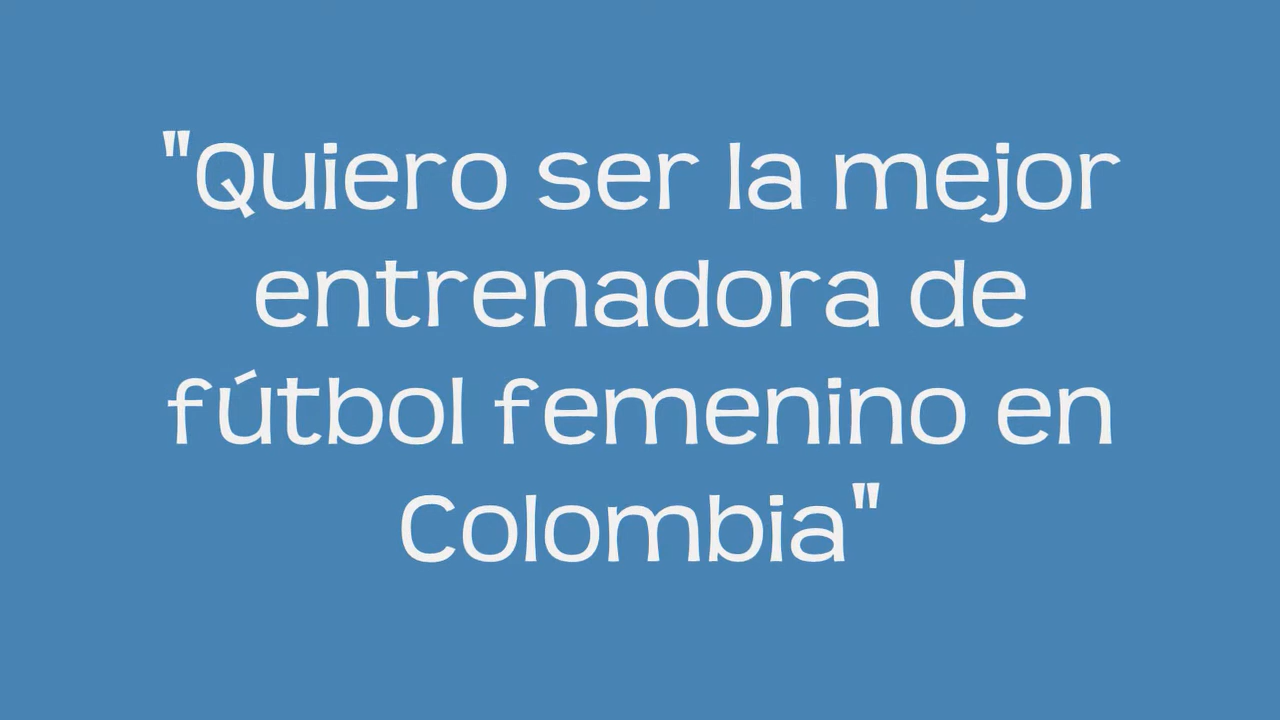 "Quiero ser la mejor
entrenadora de
fútbol femenino en
Colombia"